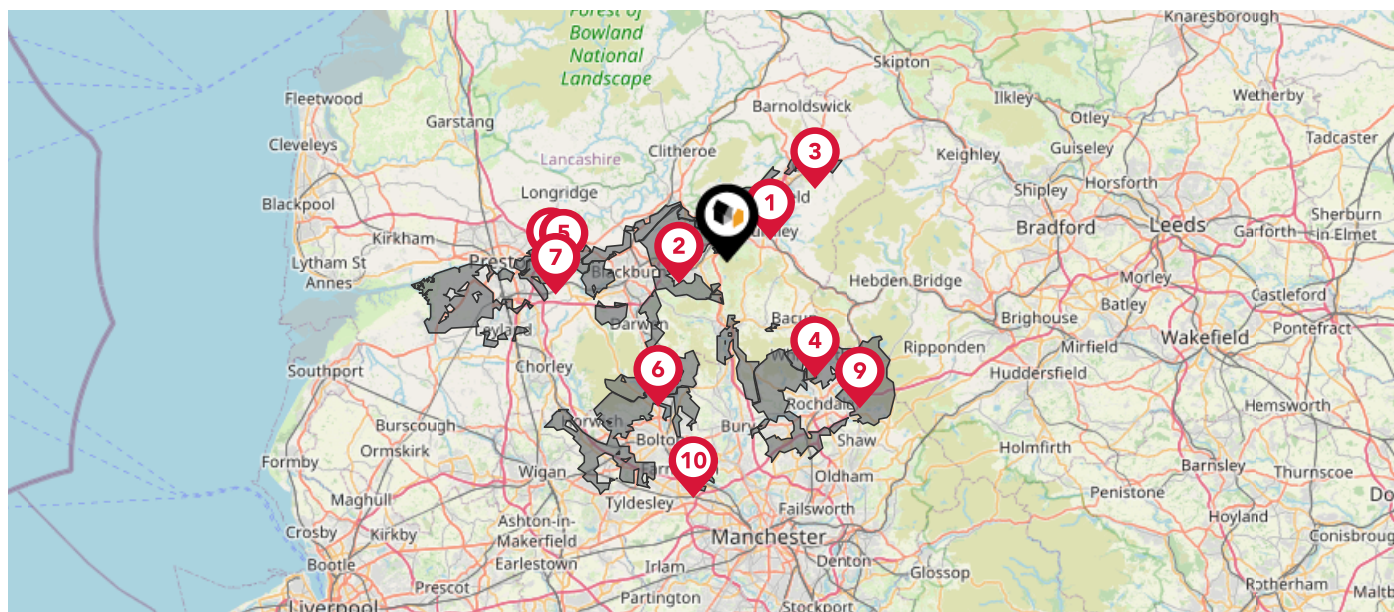 Forest of
Bowland
National
Landscape
Knaresborough
Skipton
Fleetwood
Garstang
Barnoldswick
Ilkley
Wetherby
Otley
Cleveleys
Lancashire
Clitheroe
3
Keighley
Guiseley
Tadcaster
Longridge
Shipley
Horsforth
Blackpool
1
Kirkham
5
2
Bradford
Leeds
Garforth
Sherburn
in Elmet
Lytham St
Annes
7
Hebden Bridge
Morley
Batley
Castleford
Leyland
Darwen
Brighouse
Mirfield
Wakefield
Pontefract
4
Ripponden
Southport
Chorley
6
9
Huddersfield
Rochdale
Hemsworth
Burscough
Ormskirk
Bolton
Bury
Shaw
Holmfirth
Formby
Wigan
10
Oldham
Barnsley
Thurnscoe
Maghull
Tyldesley
Failsworth
Penistone
Crosby
Kirkby
Ashton-in-
Makerfield
Manchester
Hoyland
Bootle
Earlestown
Irlam
Denton
Glossop
Prescot
Partington
Stockport
Rotherham
Liverpool